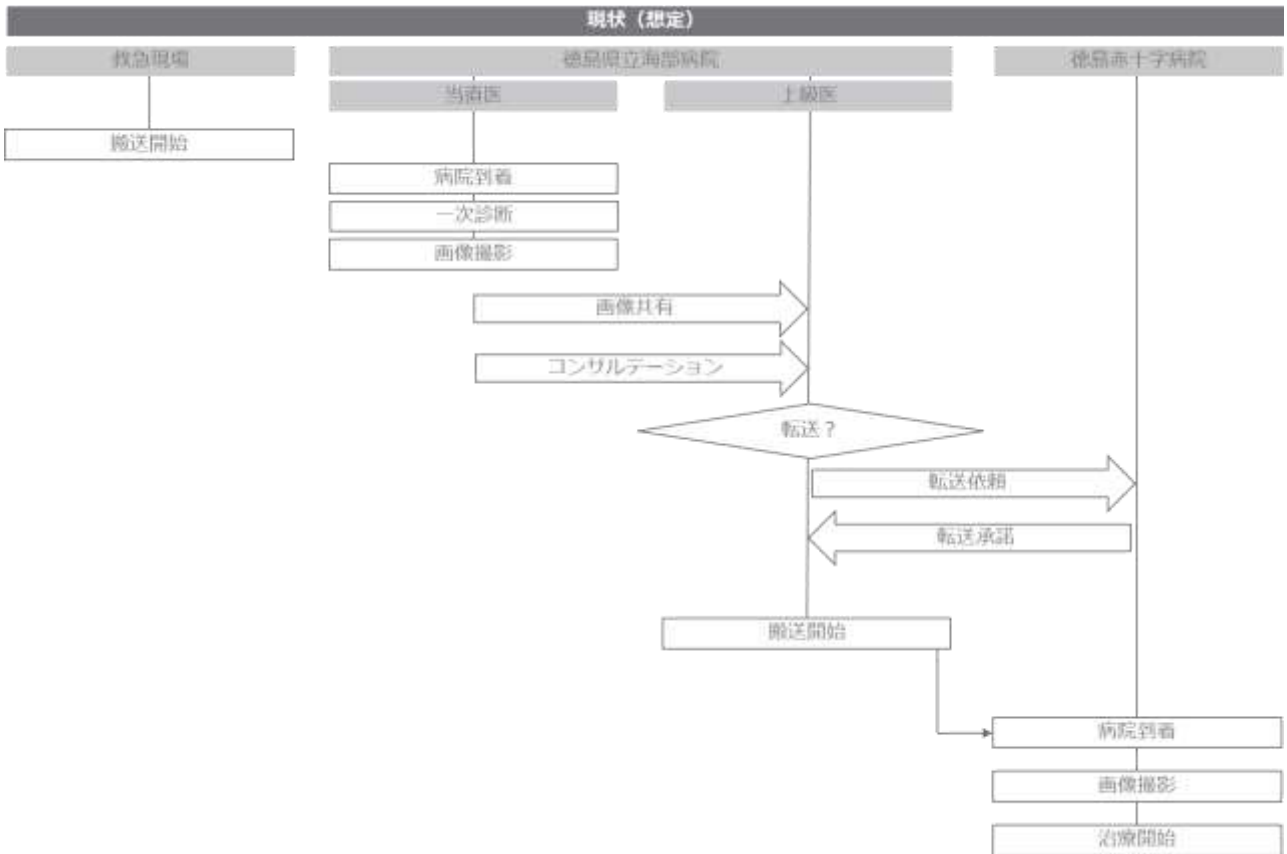 現状（想定）
救急現場
徳島県立海部病院
徳島赤十字病院
当直医
上級医
搬送開始
病院到着
一次診断
画像撮影
画像共有
コンサルテーション
転送？
転送依頼
転送承諾
搬送開始
病院到着
画像撮影
治療開始